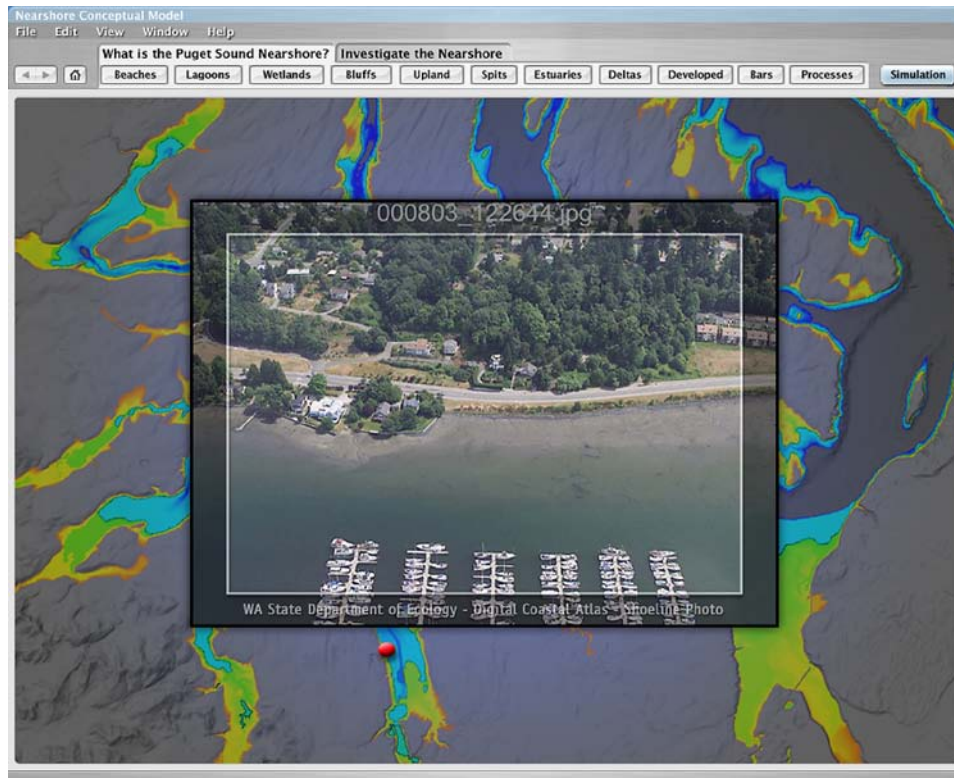 Nearshore Conceptual Model
File Edit View Window Help
What is the Puget Sound Nearshore? Investigate the Nearshore
Beaches Lagoons Wetlands Bluffs Upland Spits Estuaries Deltas Developed Bars Processes Simulation
000803_122644.jpg
WA State Department of Ecology - Digital Coastal Atlas - Shoeline Photo